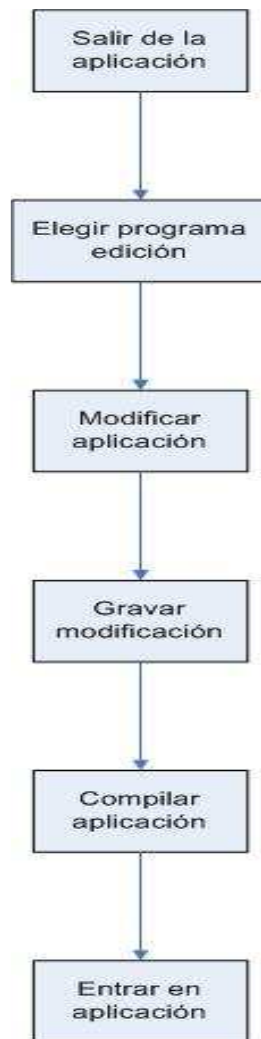 Salir de la
aplicación
Elegir programa
edición
Modificar
aplicación
Gravar
modificación
Compilar
aplicación
Entrar en
aplicación